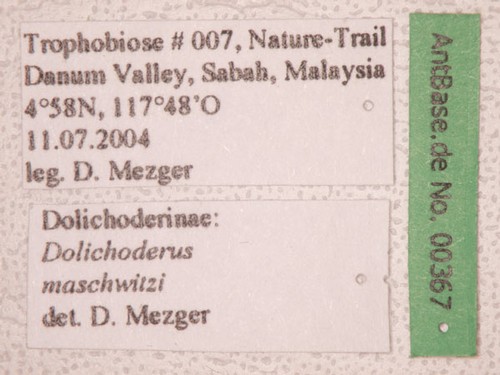 Trophobiose # 007, Nature-Trail
Danum Valley, Sabah, Malaysia
4°58N, 117°48'O
11.07.2004
leg. D. Mezger
Dolichoderinae:
Dolichoderus
maschwitzi
det. D. Mezger
AntBase.de No. 00367